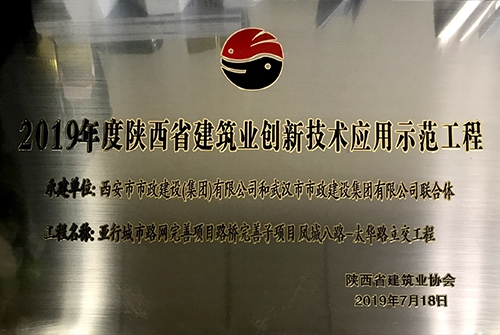 2019年度陕西省建筑业创新技术应用示范工程
承建单位:西安市市政建设(集团)有限公司和武汉市市政建设集团有限公司联合体
工程名称:亚行城市路网完善项目路桥完善子项目凤城八路-太华路立交工程
陕西省建筑业协会
2019年7月18日